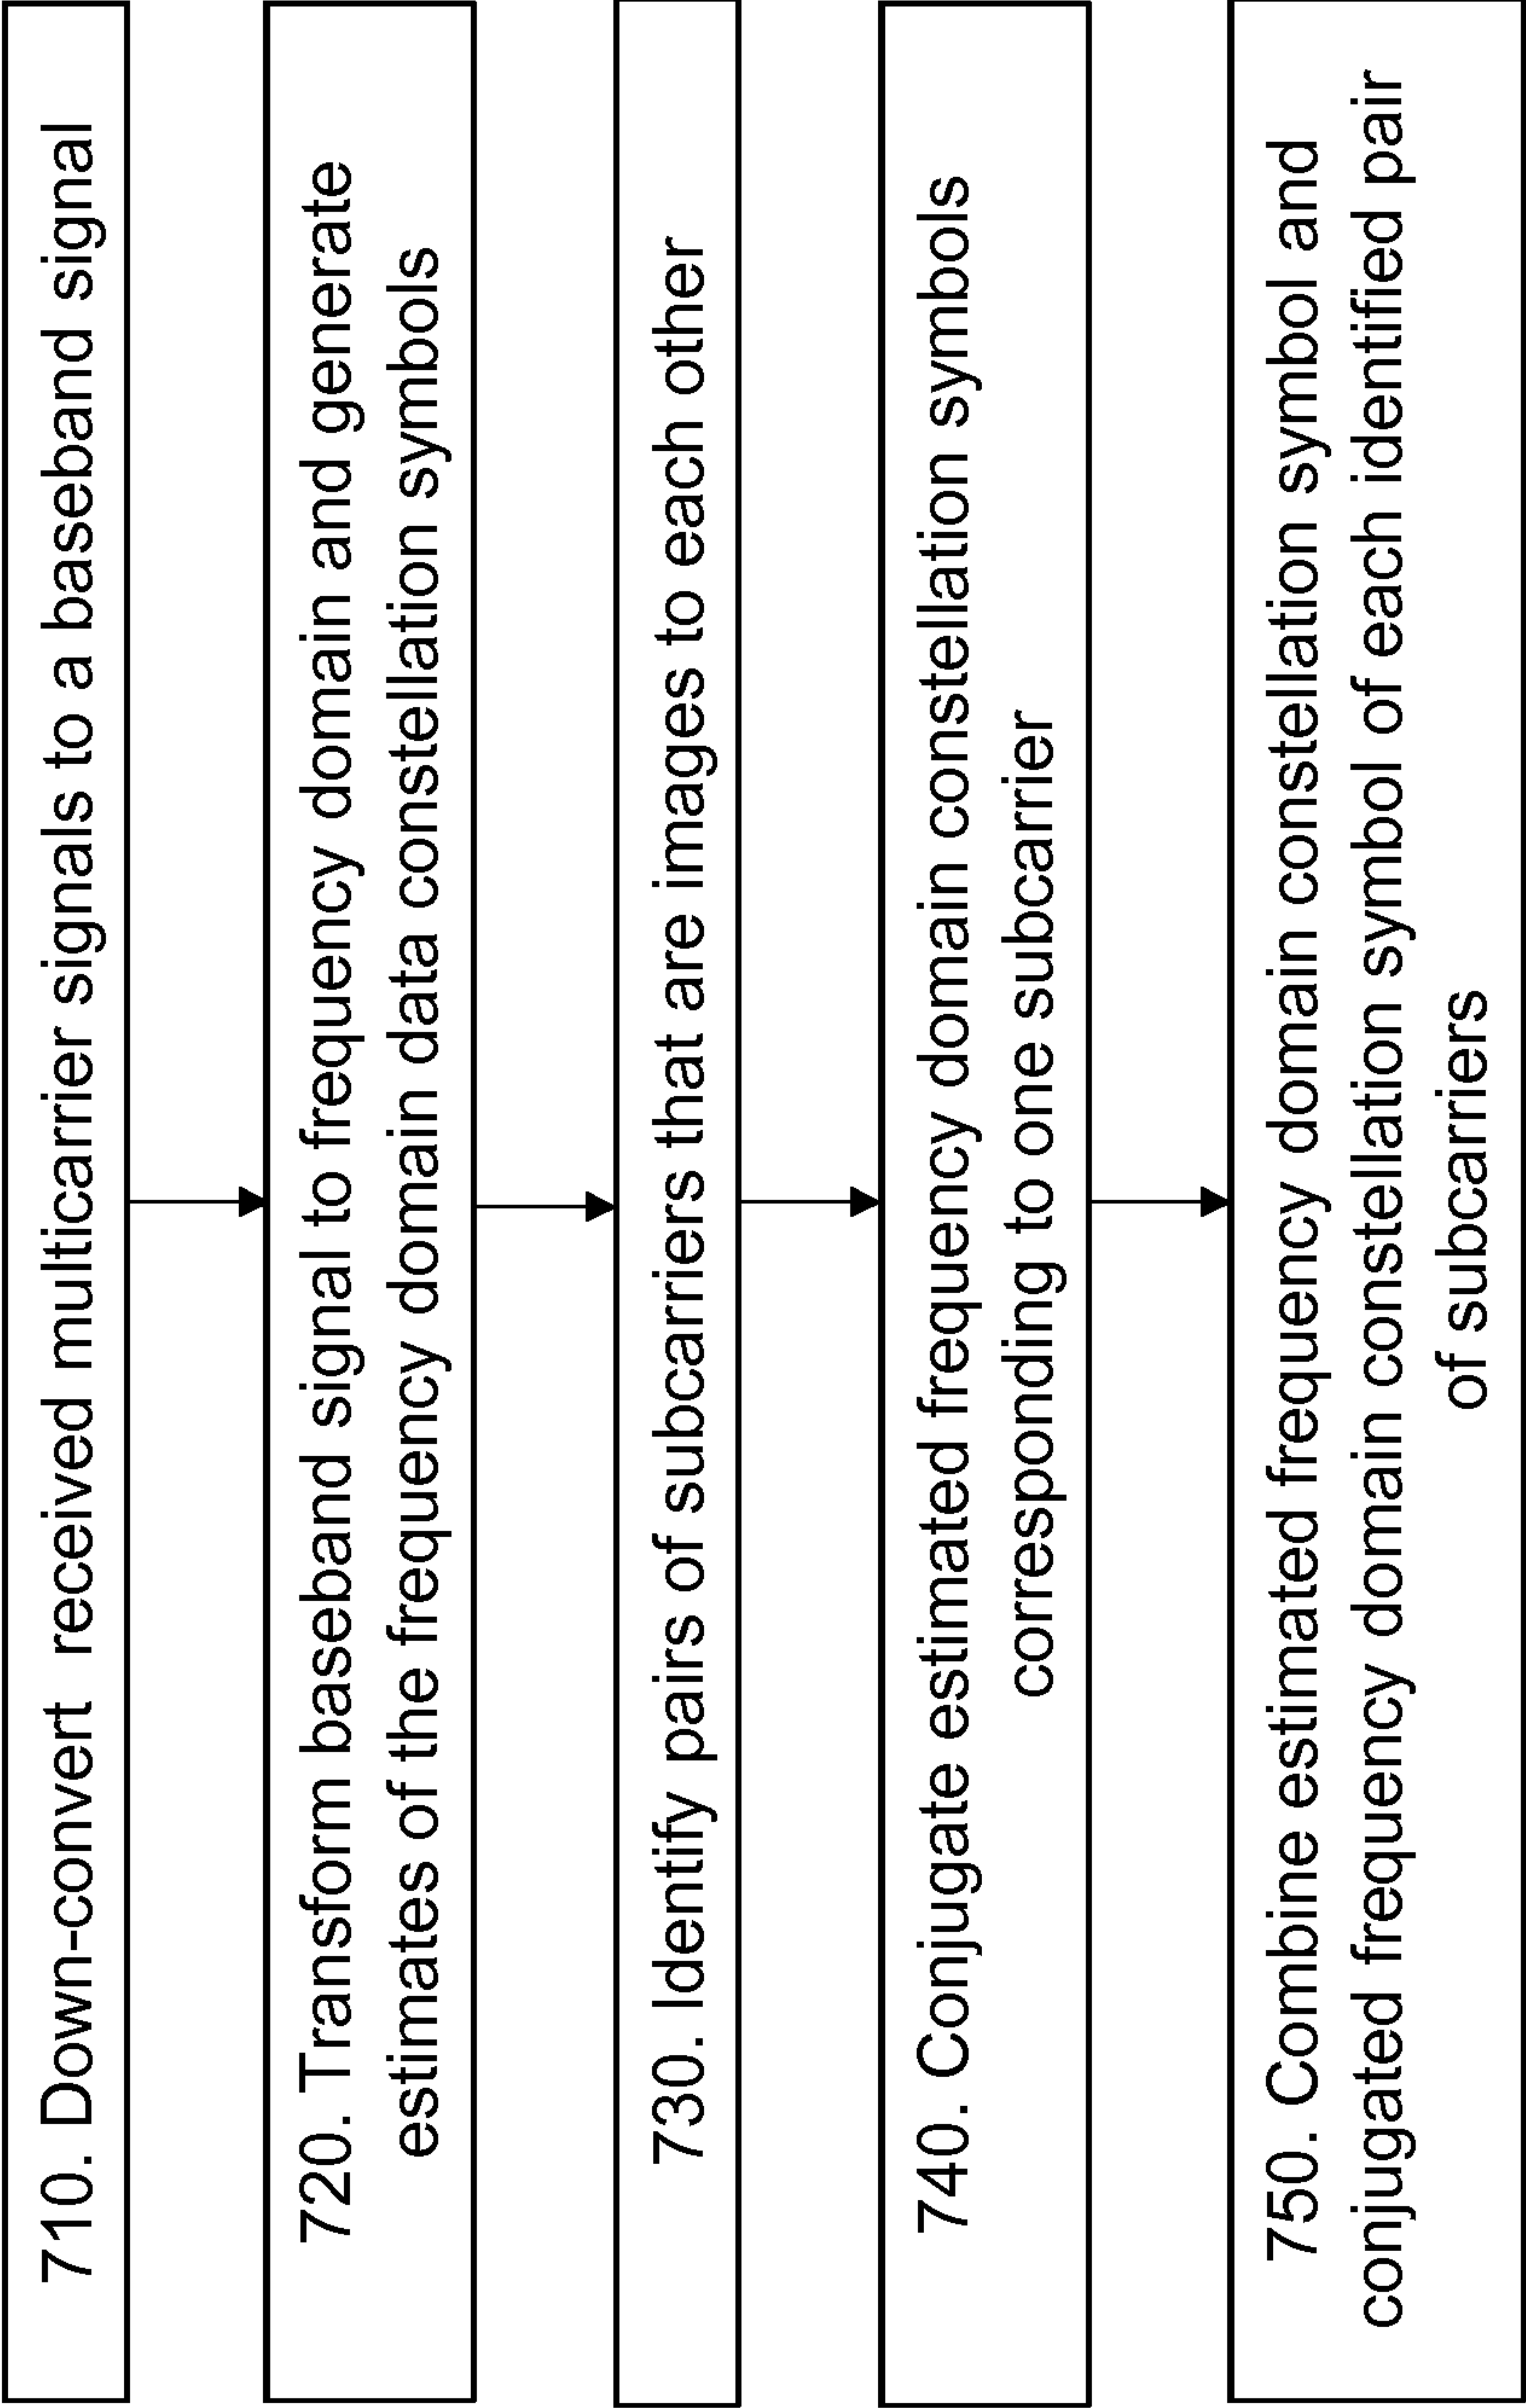 710. Down-convert received multicarrier signals to a baseband signal
720. Transform baseband signal to frequency domain and generate
estimates of the frequency domain data constellation symbols
730. Identify pairs of subcarriers that are images to each other
740. Conjugate estimated frequency domain constellation symbols
corresponding to one subcarrier
750. Combine estimated frequency domain constellation symbol and
conjugated frequency domain constellation symbol of each identified pair
of subcarriers